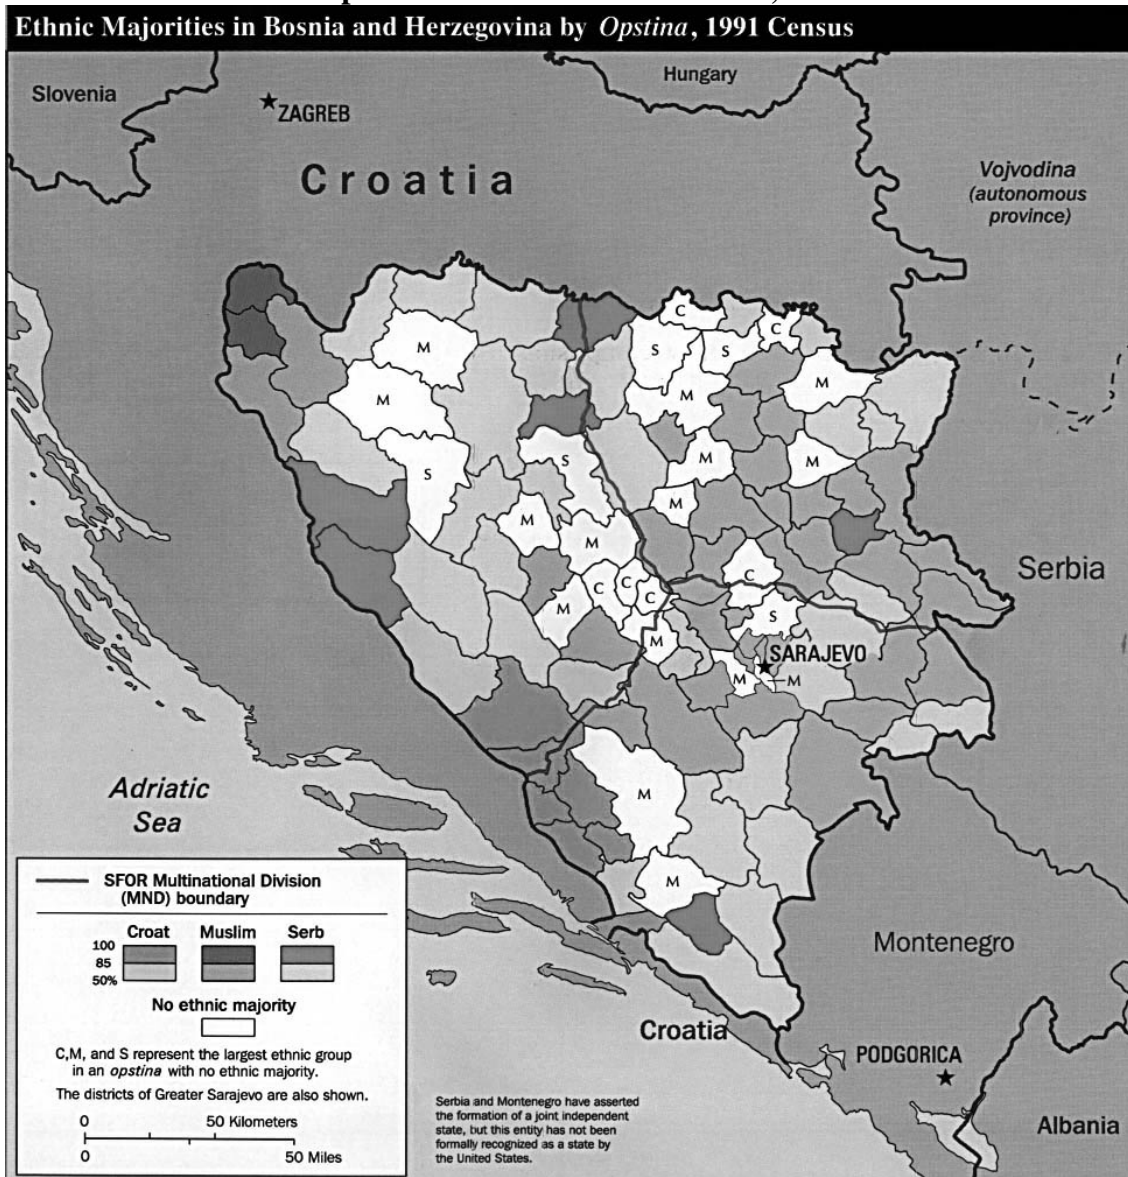 Ethnic Majorities in Bosnia and Herzegovina by Opstina, 1991 Census
Slovenia
ZAGREB
Hungary
Croatia
Vojvodina
(autonomous
province)
C
C
M
S
S
M
M
M
M
M
S
S
M
M
M
C
C
C
C
M
S
M
Serbia
SARAJEVO
M
M
Adriatic
Sea
M
M
Montenegro
Croatia
PODGORICA
Albania
SFOR Multinational Division
(MND) boundary
Croat Muslim Serb
100
85
50%
No ethnic majority
C,M, and S represent the largest ethnic group
in an opstina with no ethnic majority.
The districts of Greater Sarajevo are also shown.
0 50 Kilometers
0 50 Miles
Serbia and Montenegro have asserted
the formation of a joint independent
state, but this entity has not been
formally recognized as a state by
the United States.